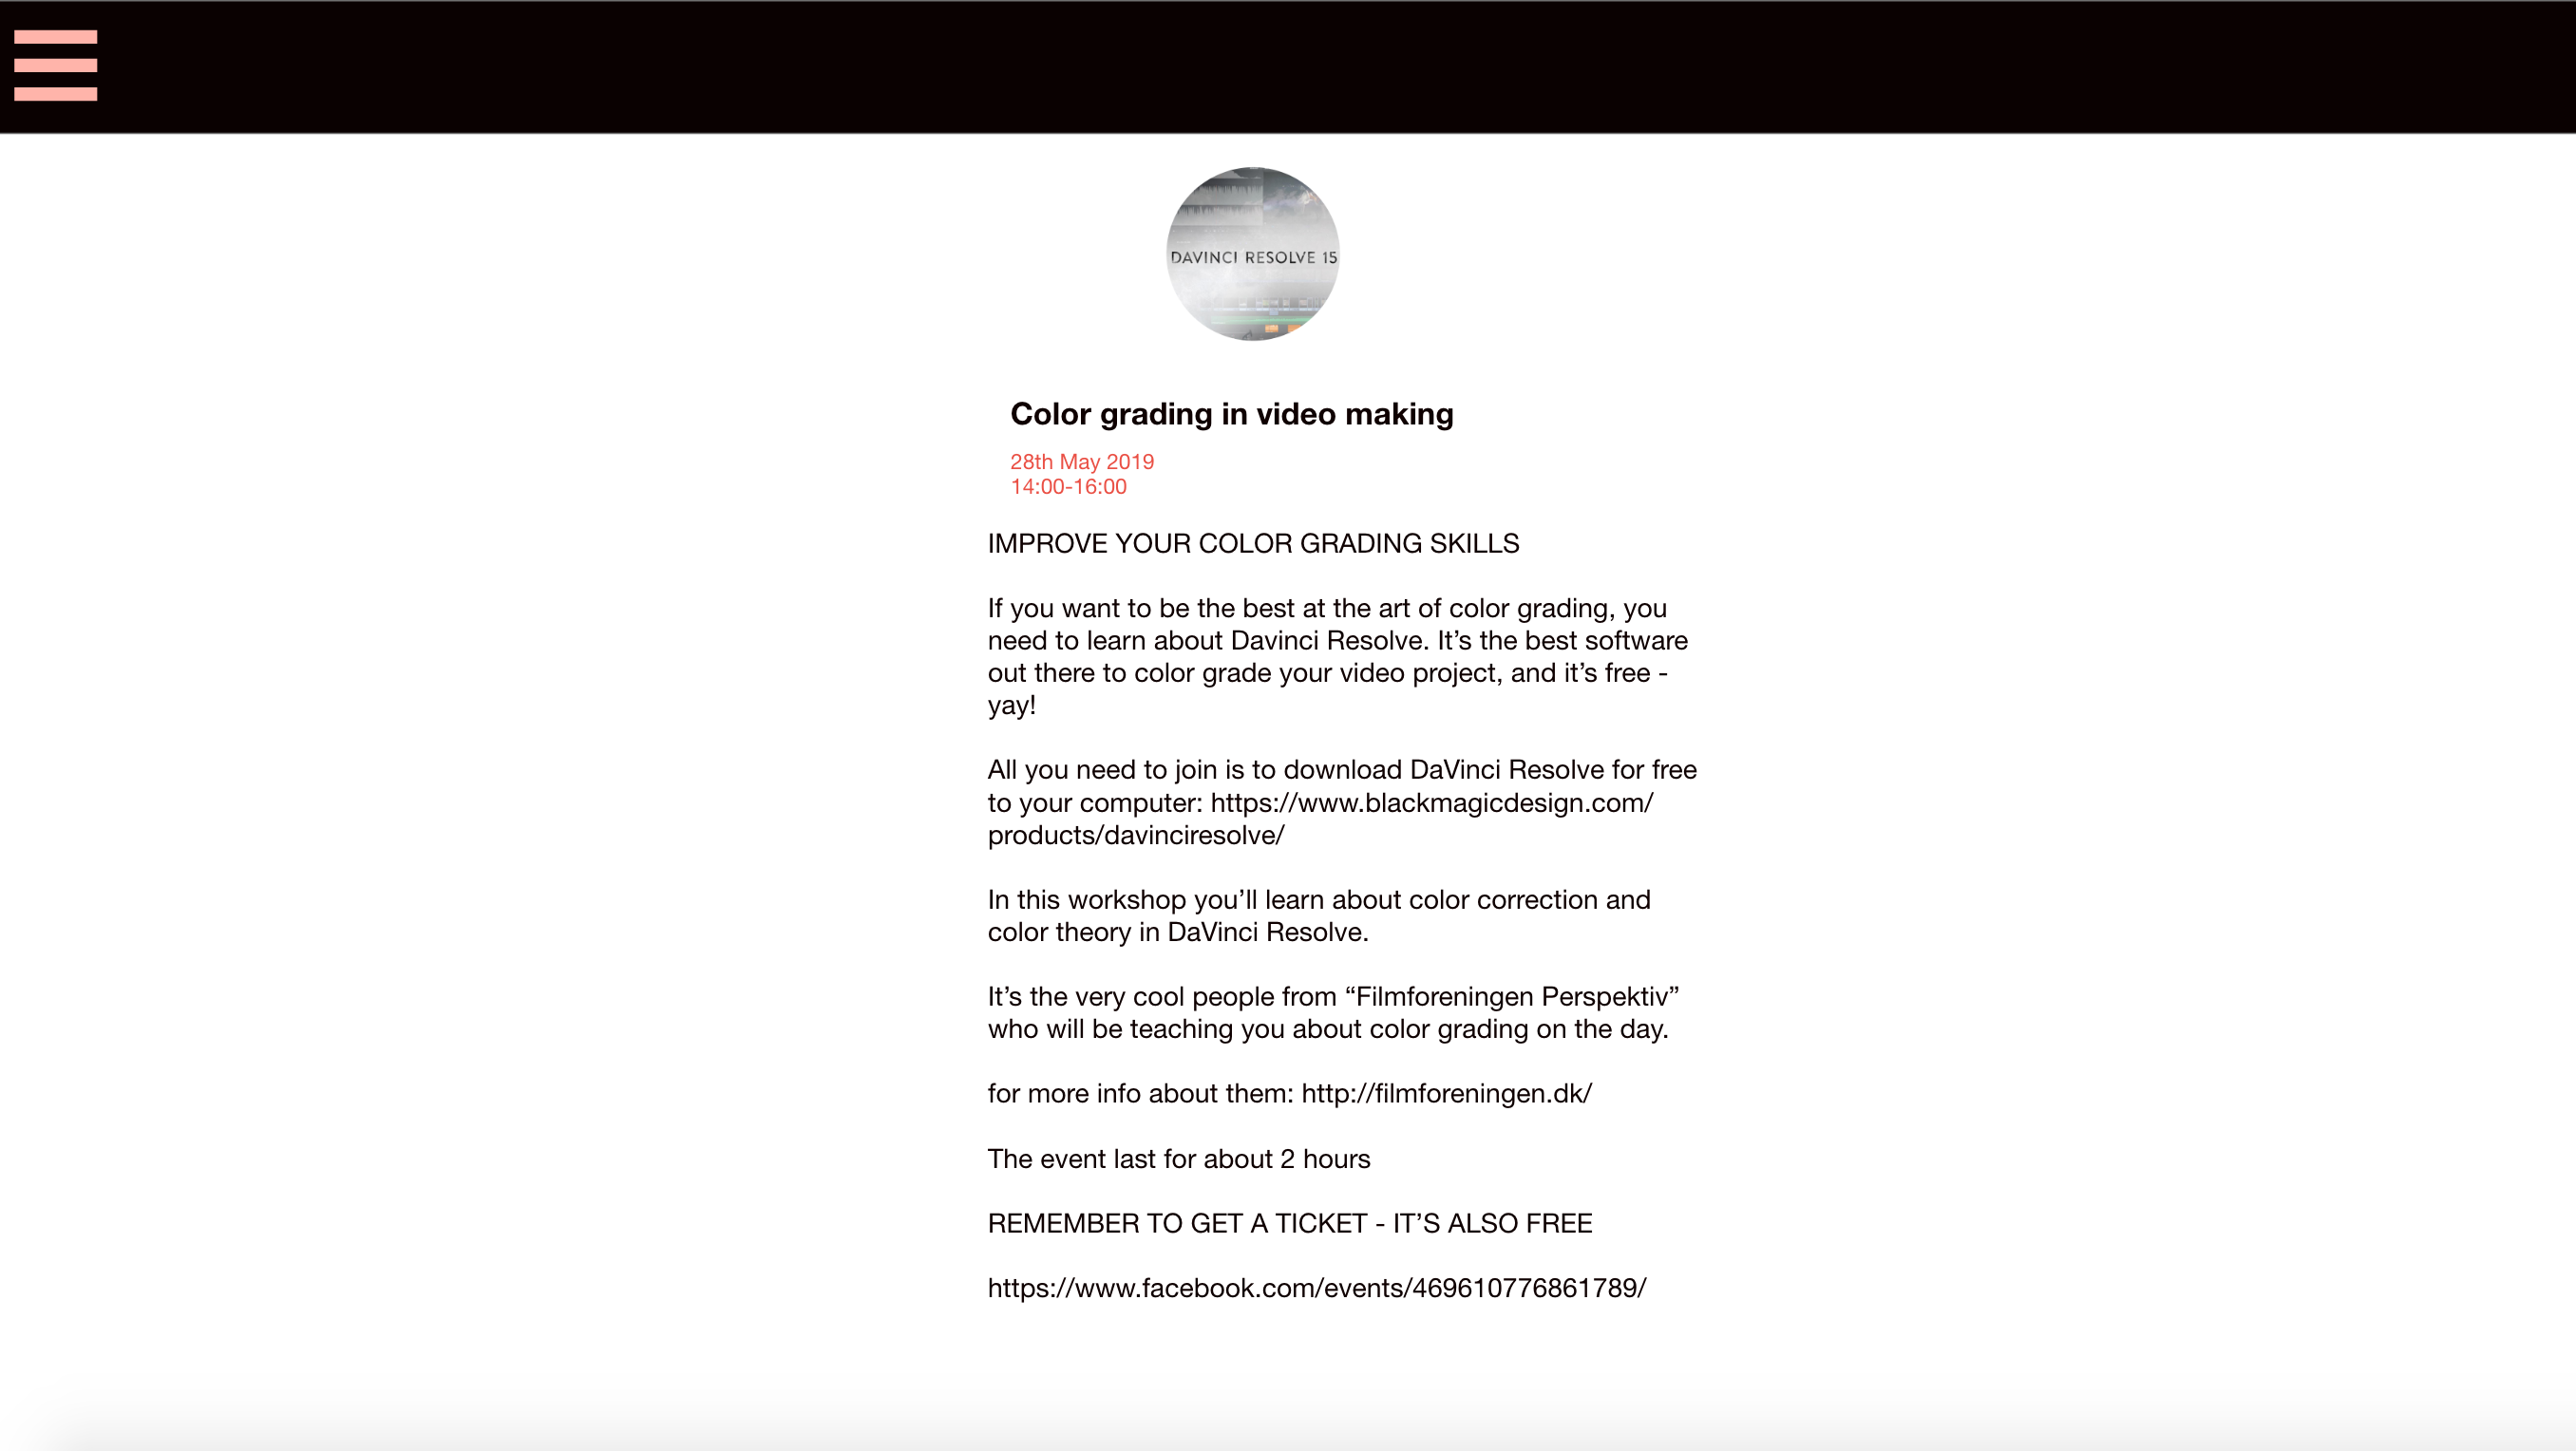 DAVINCI RESOLVE 15
Color grading in video making
28th May 2019
14:00-16:00
IMPROVE YOUR COLOR GRADING SKILLS
If you want to be the best at the art of color grading, you
need to learn about Davinci Resolve. It’s the best software
out there to color grade your video project, and it’s free -
yay!
All you need to join is to download DaVinci Resolve for free
to your computer: https://www.blackmagicdesign.com/
products/davinciresolve/
In this workshop you’ll learn about color correction and
color theory in DaVinci Resolve.
It’s the very cool people from “Filmforeningen Perspektiv”
who will be teaching you about color grading on the day.
for more info about them: http://filmforeningen.dk/
The event last for about 2 hours
REMEMBER TO GET A TICKET - IT’S ALSO FREE
https://www.facebook.com/events/469610776861789/